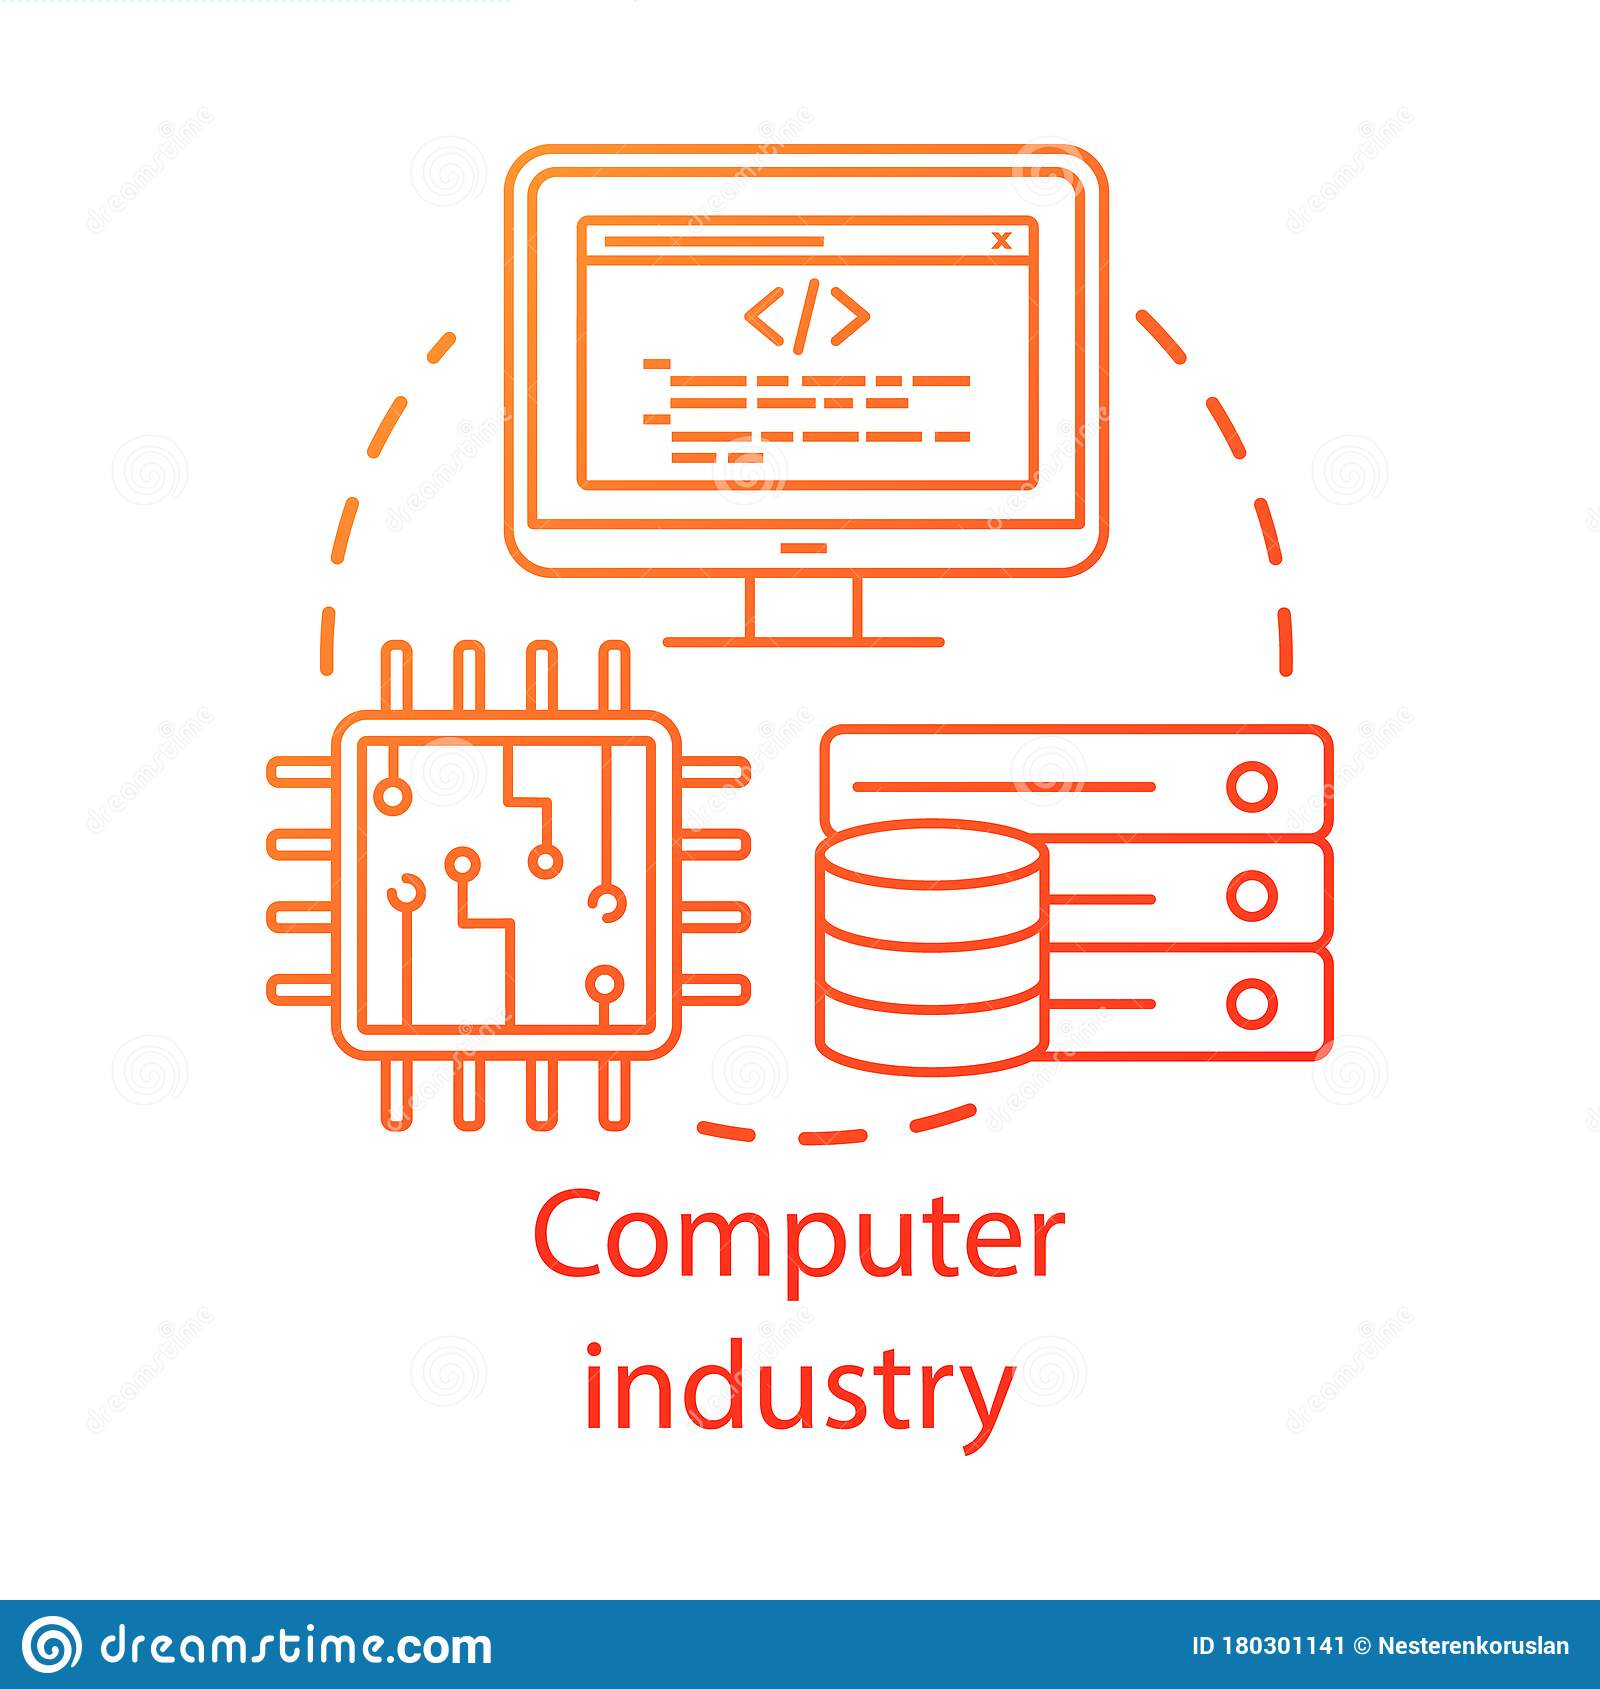 </>
Computer
industry
dreamstime.com
ID 180301141 © Nesterenkoruslan